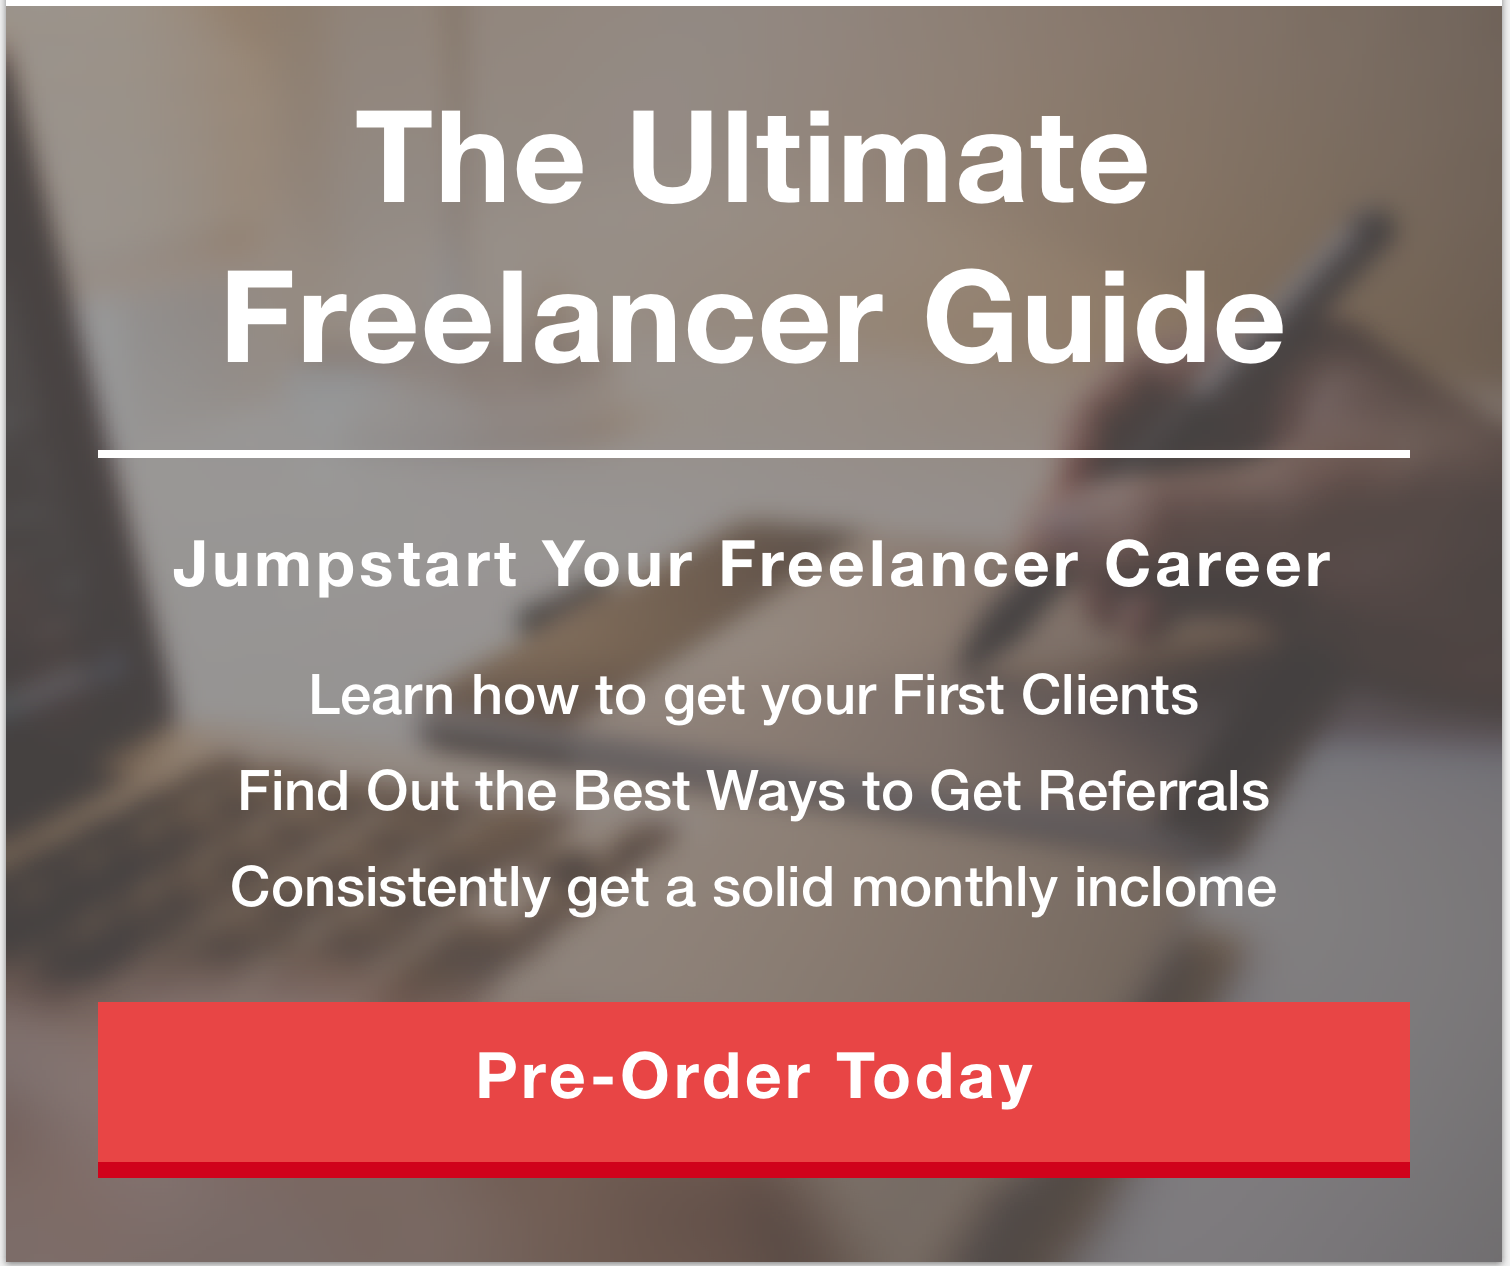 The Ultimate
Freelancer Guide
Jumpstart Your Freelancer Career
Learn how to get your First Clients
Find Out the Best Ways to Get Referrals
Consistently get a solid monthly inclome
Pre-Order Today